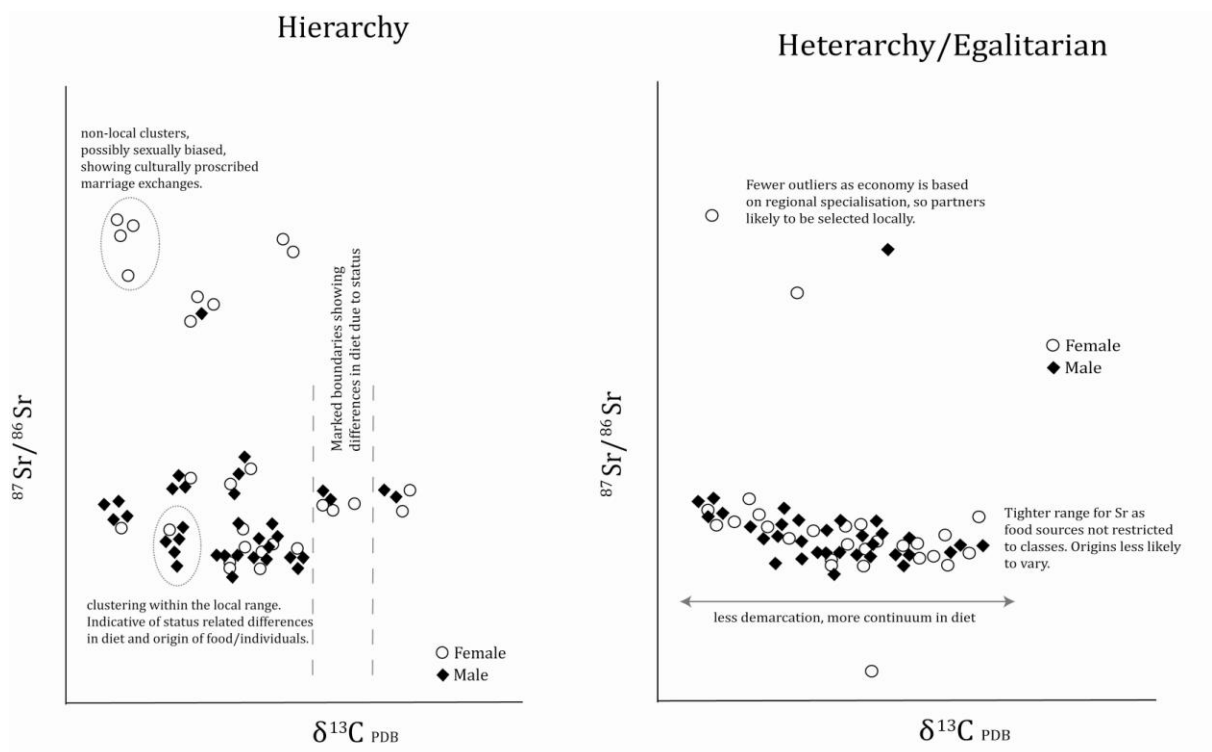 Hierarchy
non-local clusters,
possibly sexually biased,
showing culturally proscribed
marriage exchanges.
Marked boundaries showing
differences in diet due to status
⁸⁷Sr/⁸⁶Sr
clustering within the local range.
Indicative of status related differences
in diet and origin of food/individuals.
Female
Male
δ¹³C PDB
Heterarchy/Egalitarian
Fewer outliers as economy is based
on regional specialisation, so partners
likely to be selected locally.
Female
Male
⁸⁷Sr/⁸⁶Sr
Tighter range for Sr as
food sources not restricted
to classes. Origins less likely
to vary.
less demarcation, more continuum in diet
δ¹³C PDB